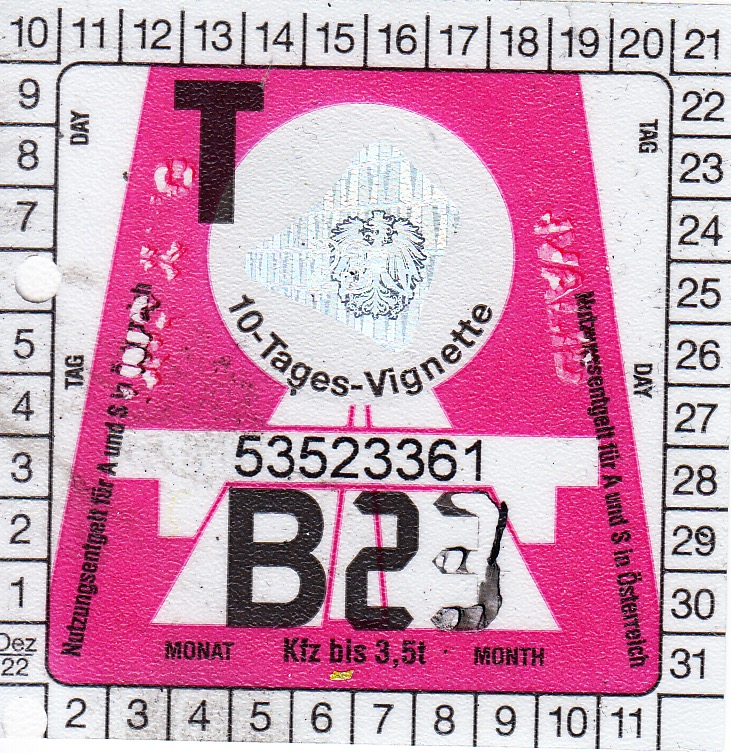 10 11 12 13 14 15 16 17 18 19 20 21
9 22
8 23
7 24
25
5 26
4 27
3 28
2 29
1 30
Dez 22 31
2 3 4 5 6 7 8 9 10 11
DAY
TAG
T
10-Tages-Vignette
TAG
DAY
Nutzungsentgelt für A und S in Österreich
Nutzungsentgelt für A und S in Österreich
53523361
B23
MONAT Kfz bis 3,5t MONTH